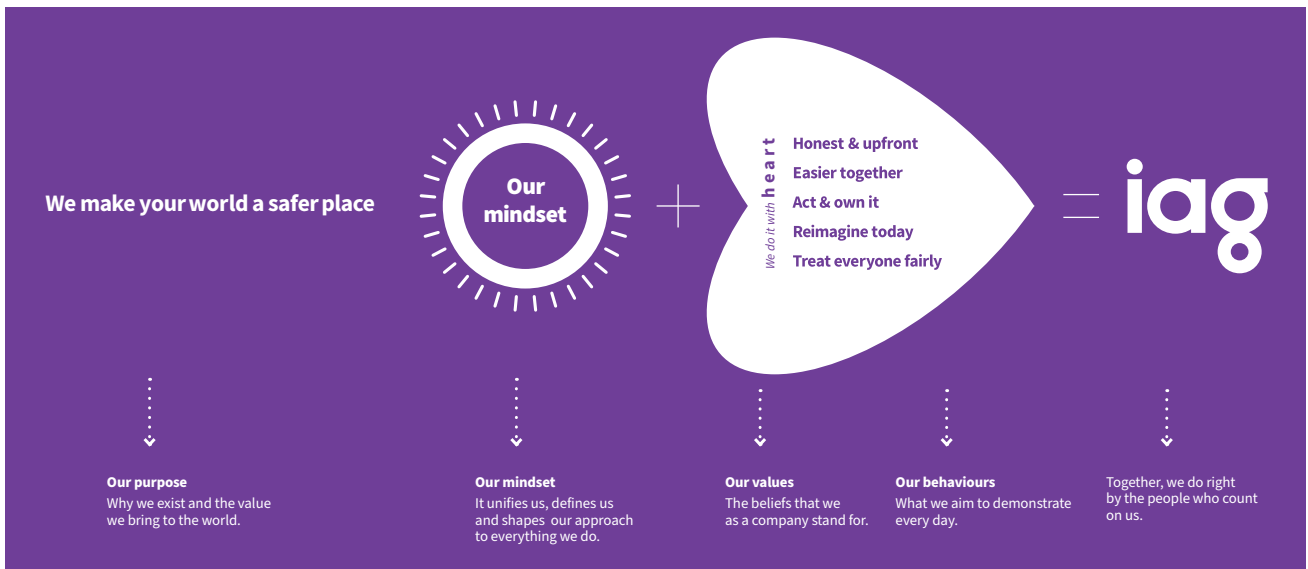 We make your world a safer place
Our
mindset
We do it with heart
Honest & upfront
Easier together
Act & own it
Reimagine today
Treat everyone fairly
iag
Our purpose
Why we exist and the value
we bring to the world.
Our mindset
It unifies us, defines us
and shapes our approach
to everything we do.
Our values
The beliefs that we
as a company stand for.
Our behaviours
What we aim to demonstrate
every day.
Together, we do right
by the people who count
on us.